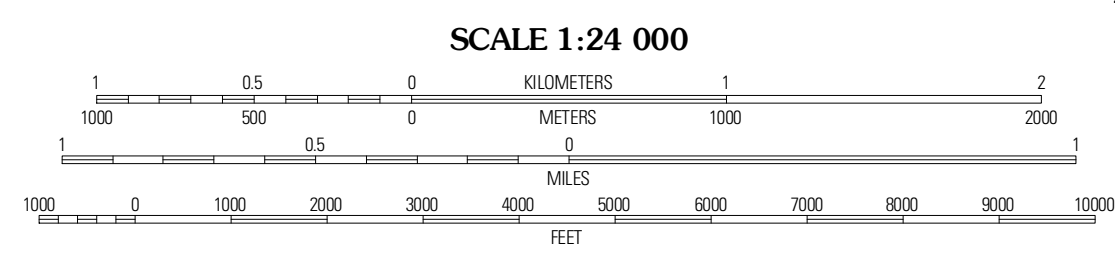 SCALE 1:24 000
1 0.5 0 KILOMETERS 1 2
1000 500 0 METERS 1000 2000
1 0.5 0 1
MILES
1000 0 1000 2000 3000 4000 5000 6000 7000 8000 9000 10000
FEET